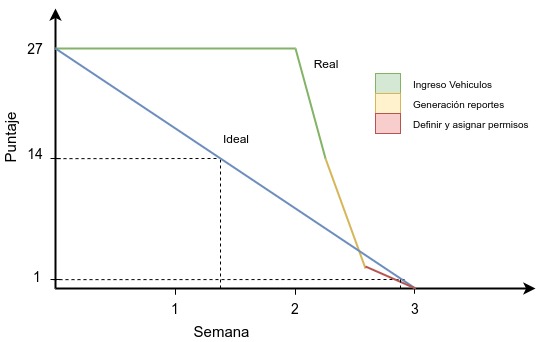 27
Real
Ingreso Vehiculos
Generación reportes
Definir y asignar permisos
Puntaje
Ideal
14
1
1
2
3
Semana